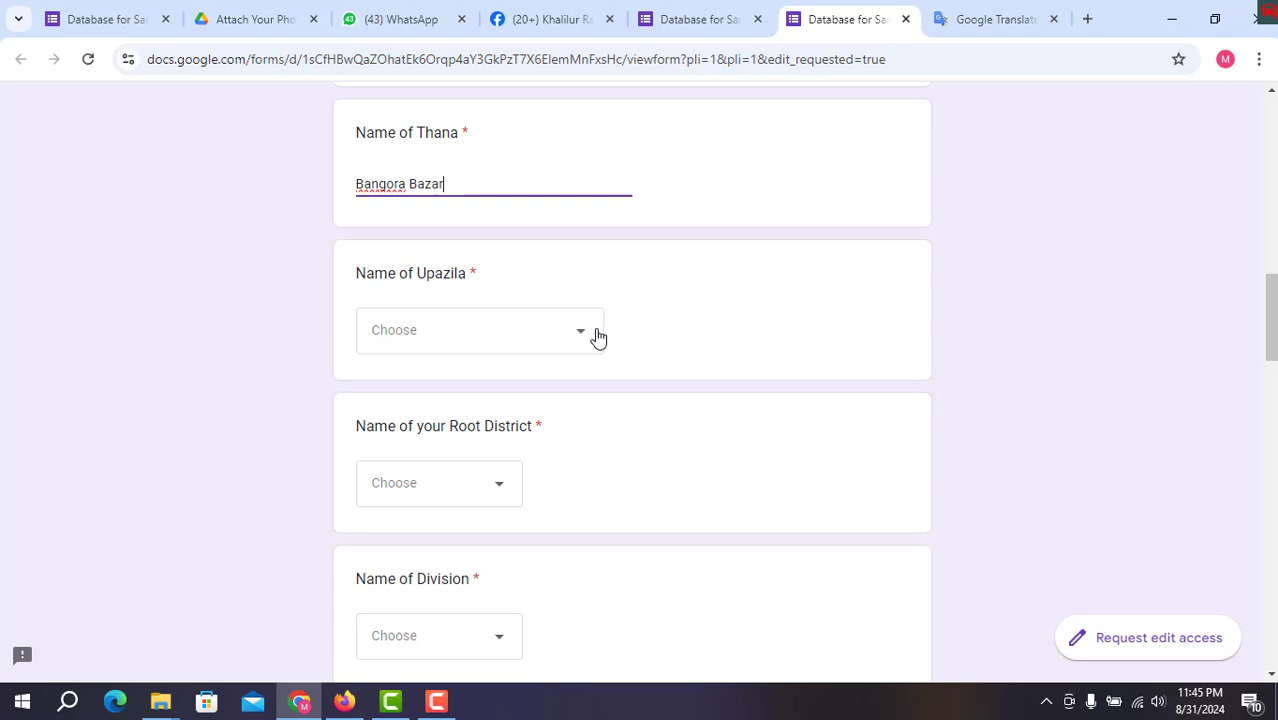 Database for Sa
Attach Your Pho
(43) WhatsApp
(20+) Khalilur Ra
Database for Sa
Database for Sa
Google Translate
docs.google.com/forms/d/1sCfHBwQaZOhatEk6Orqp4aY3GkPzT7X6ElemMnFxsHc/viewform?pli=1&pli=1&edit_requested=true
M
Name of Thana *
Bangora Bazar
Name of Upazila *
Choose
Name of your Root District *
Choose
Name of Division *
Choose
Request edit access
11:45 PM
8/31/2024
10